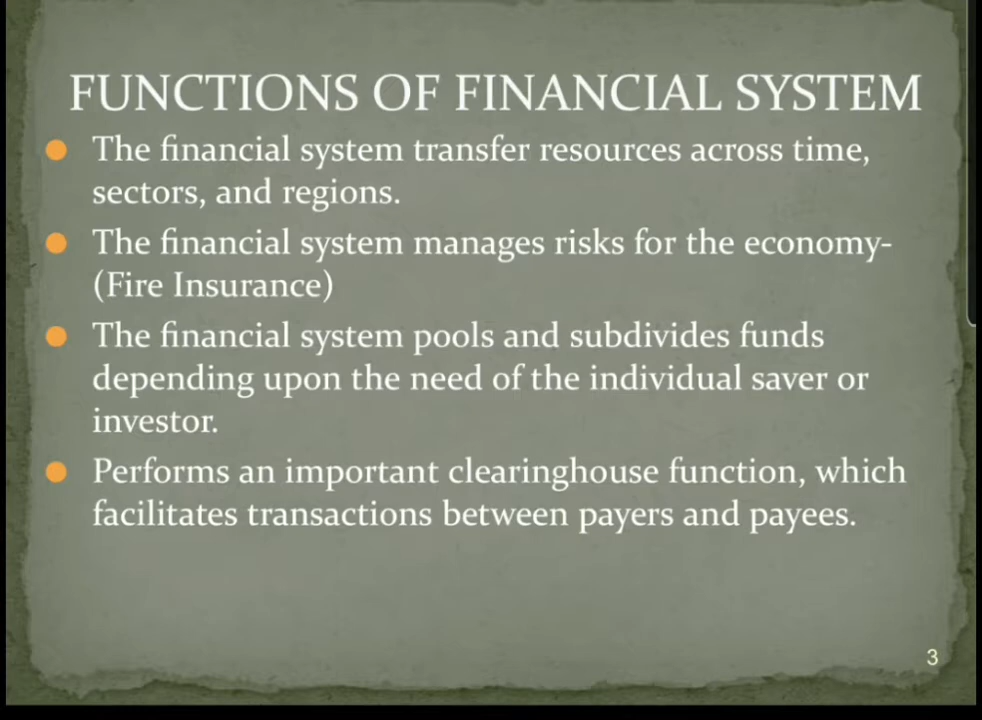 FUNCTIONS OF FINANCIAL SYSTEM
The financial system transfer resources across time,
sectors, and regions.
The financial system manages risks for the economy-
(Fire Insurance)
The financial system pools and subdivides funds
depending upon the need of the individual saver or
investor.
Performs an important clearinghouse function, which
facilitates transactions between payers and payees.
3